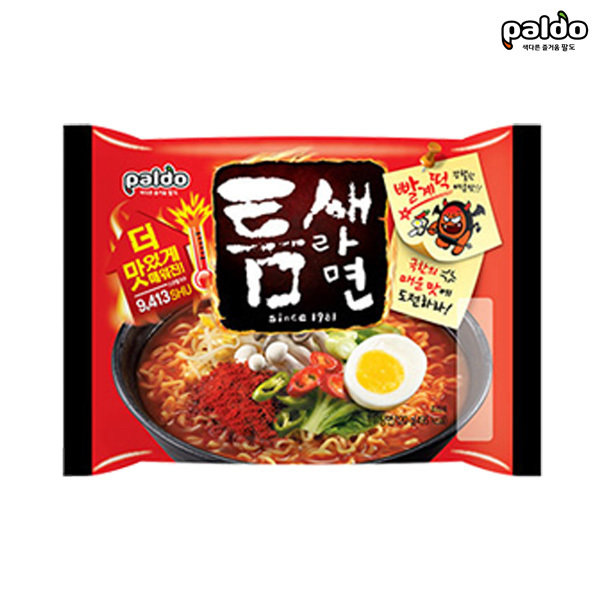 paldo
색다른 즐거움 팔도
paldo
색다른 즐거움 팔도
더
맛있게
매워진!
9,413 SHU
틈새
라면
since 1981
빨계떡
극한의
매운 맛에
도전하라!